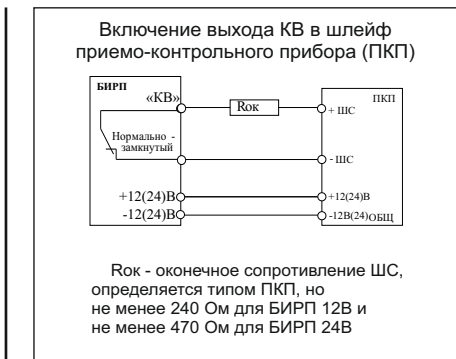 Включение выхода КВ в шлейф
приемо-контрольного прибора (ПКП)
БИРП
«КВ»
Rок
ПКП
+ ШС
Нормально -
замкнутый
- ШС
+12(24)В
+12(24)В
-12(24)В
-12В(24)ОБЩ
Rок - оконечное сопротивление ШС,
определяется типом ПКП, но
не менее 240 Ом для БИРП 12В и
не менее 470 Ом для БИРП 24В